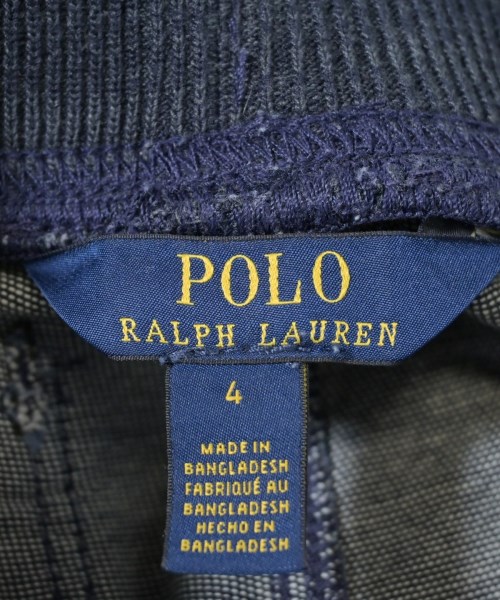 POLO
RALPH LAUREN
4
MADE IN
BANGLADESH
FABRIQUÉ AU
BANGLADESH
HECHO EN
BANGLADESH